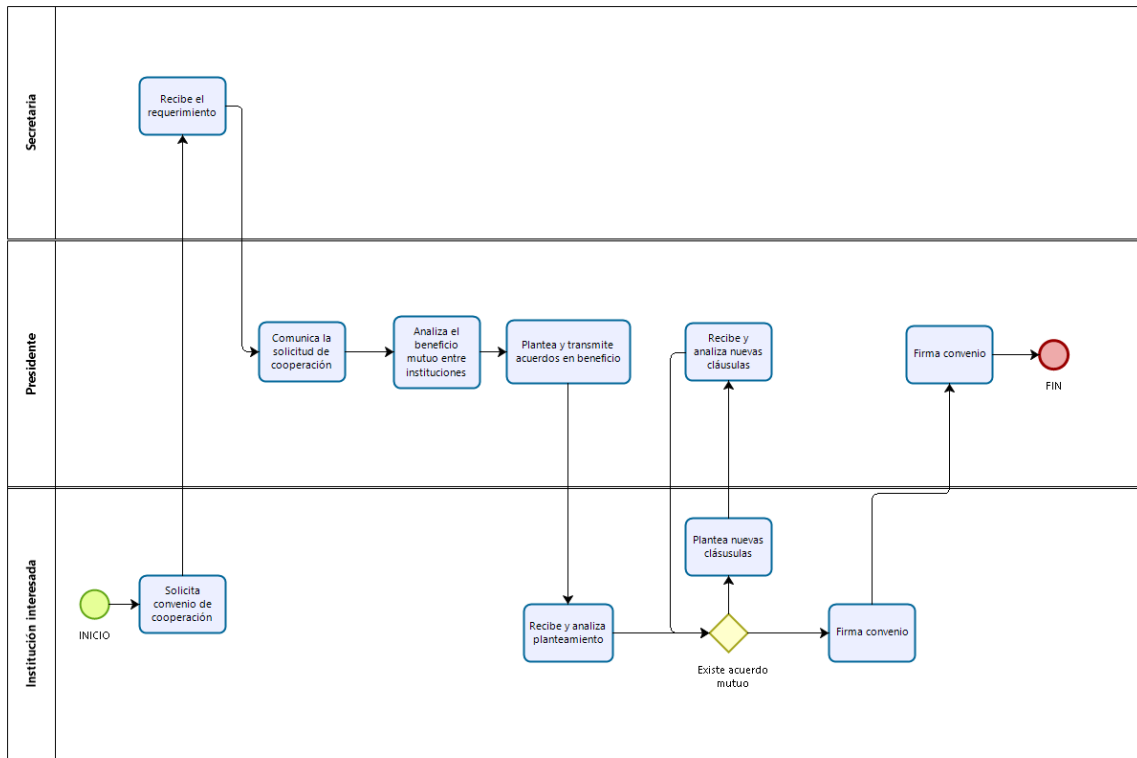 Secretaria
Recibe el
requerimiento
Presidente
Comunica la
solicitud de
cooperación
Analiza el
beneficio
mutuo entre
instituciones
Plantea y transmite
acuerdos en beneficio
Recibe y
analiza nuevas
cláusulas
Firma convenio
FIN
Institución interesada
INICIO
Solicita
convenio de
cooperación
Recibe y analiza
planteamiento
Plantea nuevas
clásusulas
Existe acuerdo
mutuo
Firma convenio